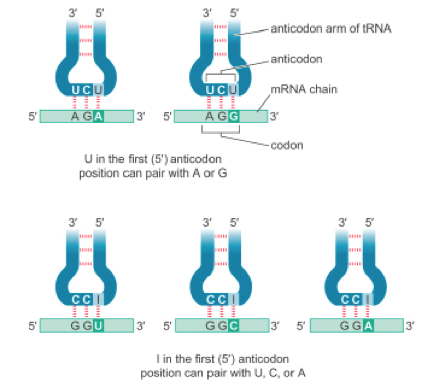 3' 5' 3' 5'
anticodon arm of tRNA
anticodon
U C U U C U
mRNA chain
5' A G A 3' 5' A G G 3'
codon
U in the first (5') anticodon
position can pair with A or G
3' 5' 3' 5' 3' 5'
C C I C C I C C I
5' G G U 3' 5' G G C 3' 5' G G A 3'
I in the first (5') anticodon
position can pair with U, C, or A